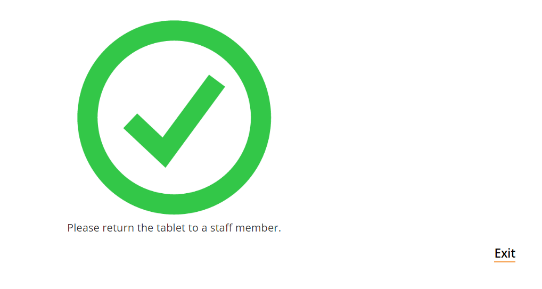 Please return the tablet to a staff member.
Exit